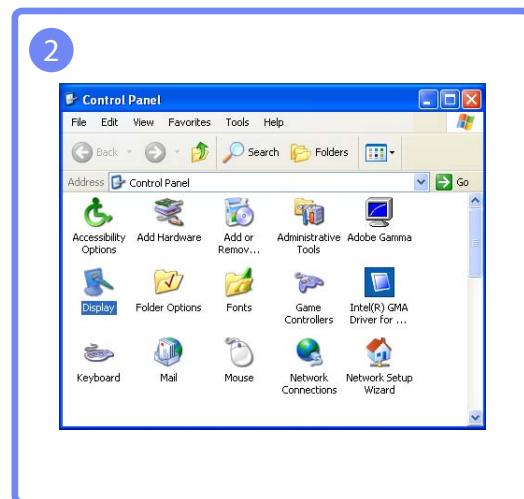 2
Control Panel
File Edit View Favorites Tools Help
Back Search Folders
Address Control Panel Go
Accessibility Options
Add Hardware
Add or Remov...
Administrative Tools
Adobe Gamma
Display
Folder Options
Fonts
Game Controllers
Intel(R) GMA Driver for ...
Keyboard
Mail
Mouse
Network Connections
Network Setup Wizard